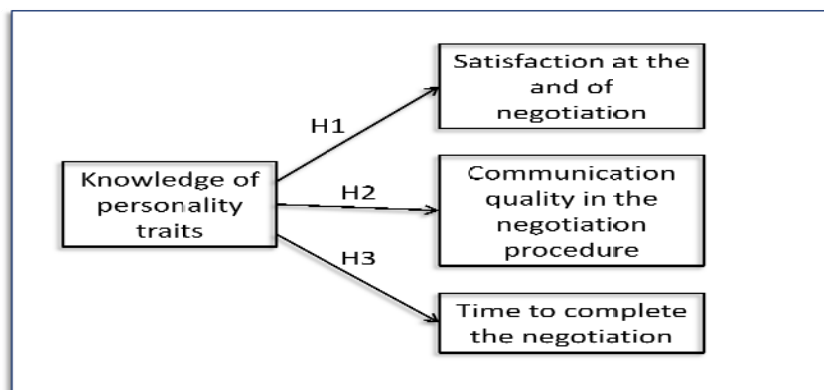 Satisfaction at the
and of
negotiation
H1
Knowledge of
personality
traits
H2
Communication
quality in the
negotiation
procedure
H3
Time to complete
the negotiation